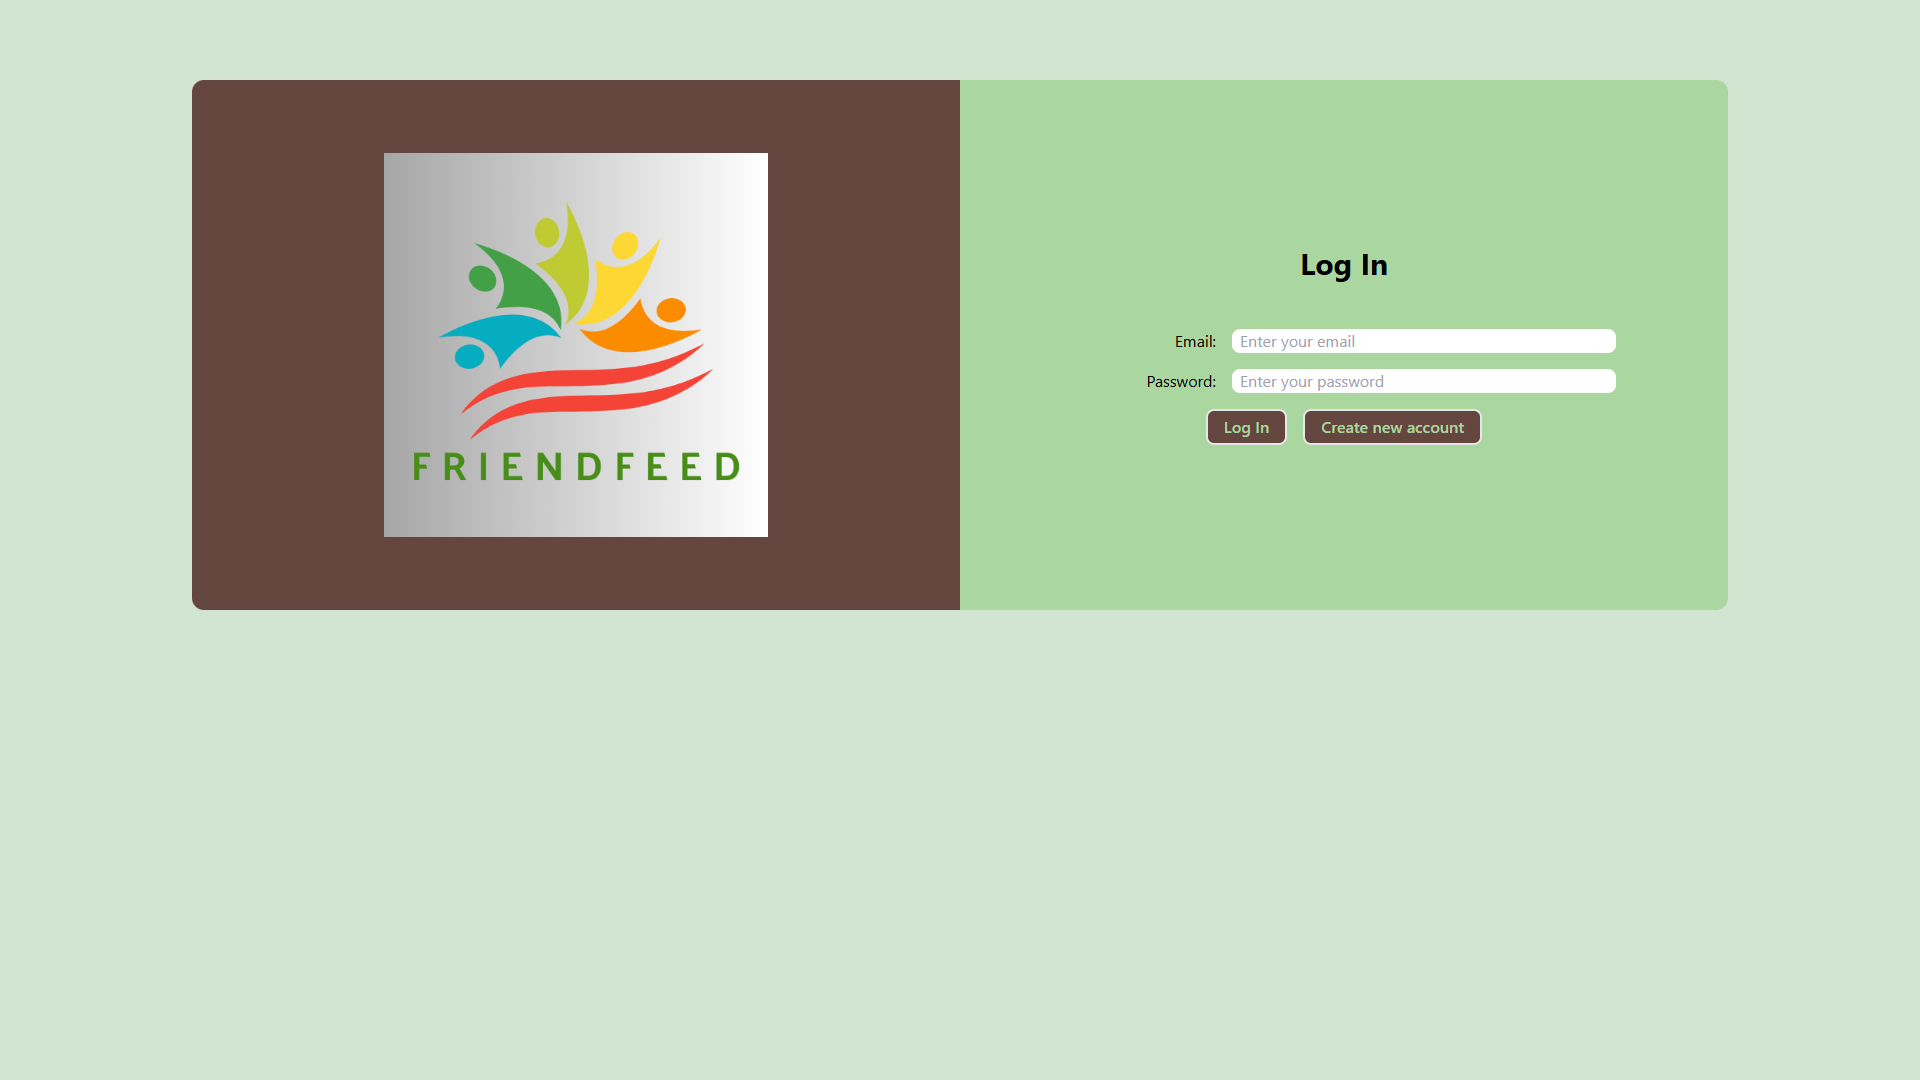 FRIENDFEED
Log In
Email: Enter your email
Password: Enter your password
Log In Create new account